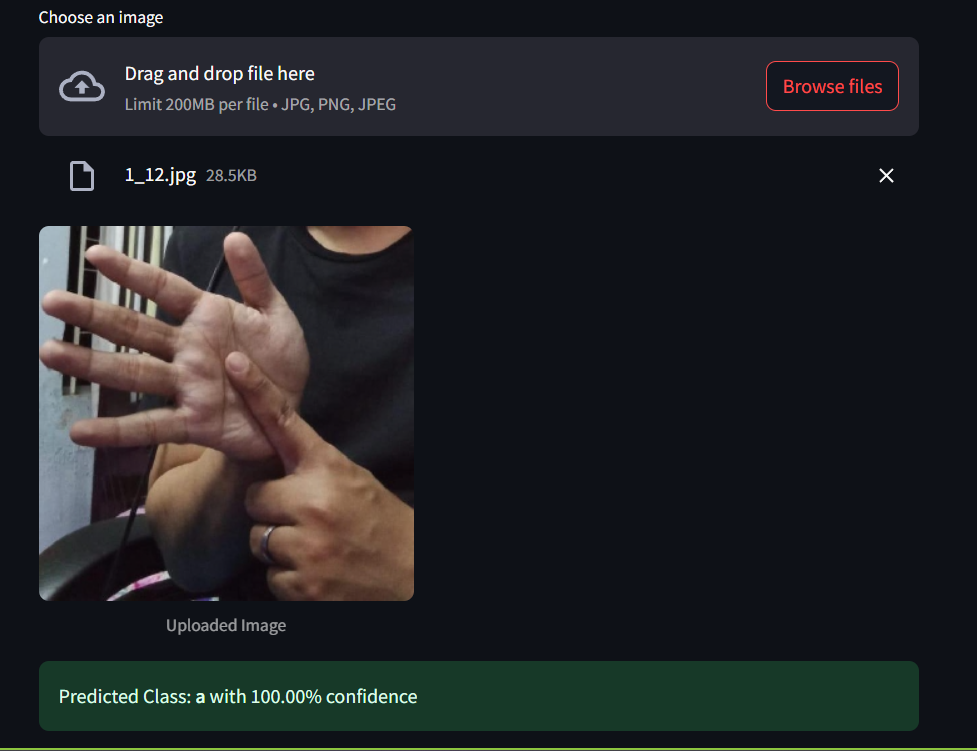 Choose an image
Drag and drop file here
Limit 200MB per file • JPG, PNG, JPEG
Browse files
1_12.jpg 28.5KB
Uploaded Image
Predicted Class: a with 100.00% confidence